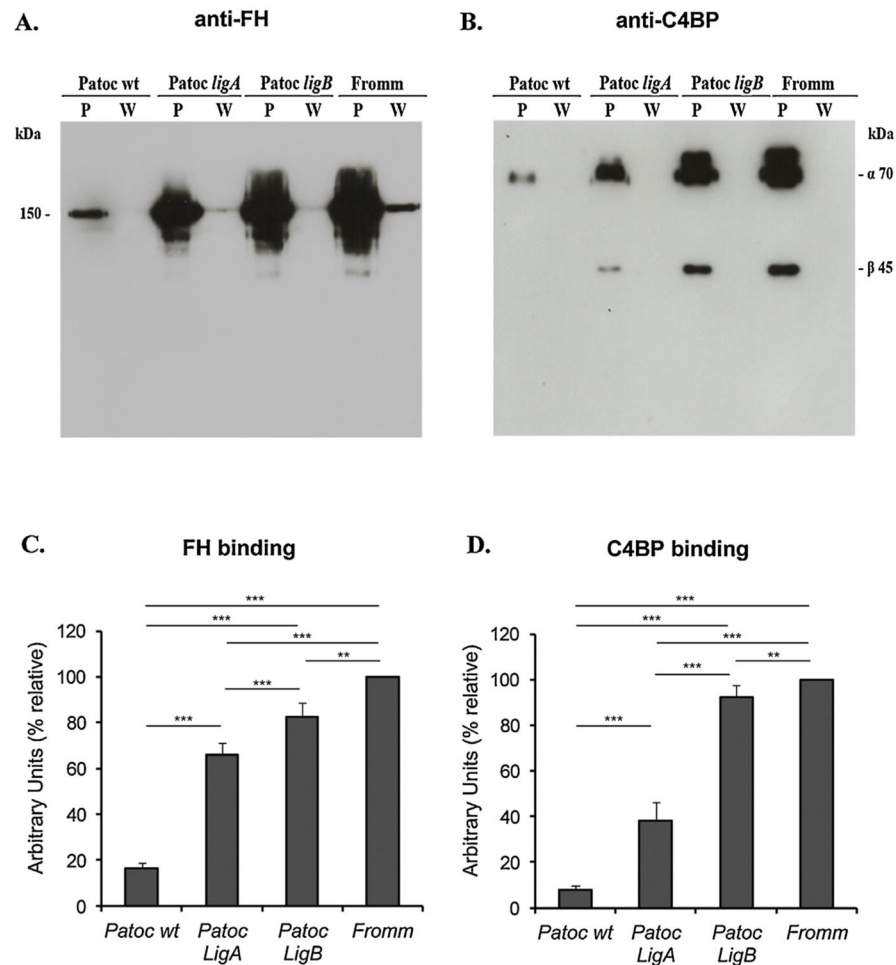 A.
anti-FH
Patoc wt Patoc ligA Patoc ligB Fromm
P W P W P W P W
kDa
150 -
B.
anti-C4BP
Patoc wt Patoc ligA Patoc ligB Fromm
P W P W P W P W
kDa
- α 70
- β 45
C.
FH binding
Arbitrary Units (% relative)
120
100
80
60
40
20
0
***
***
***
**
***
***
Patoc wt
Patoc LigA
Patoc LigB
Fromm
D.
C4BP binding
Arbitrary Units (% relative)
120
100
80
60
40
20
0
***
***
***
**
***
***
Patoc wt
Patoc LigA
Patoc LigB
Fromm